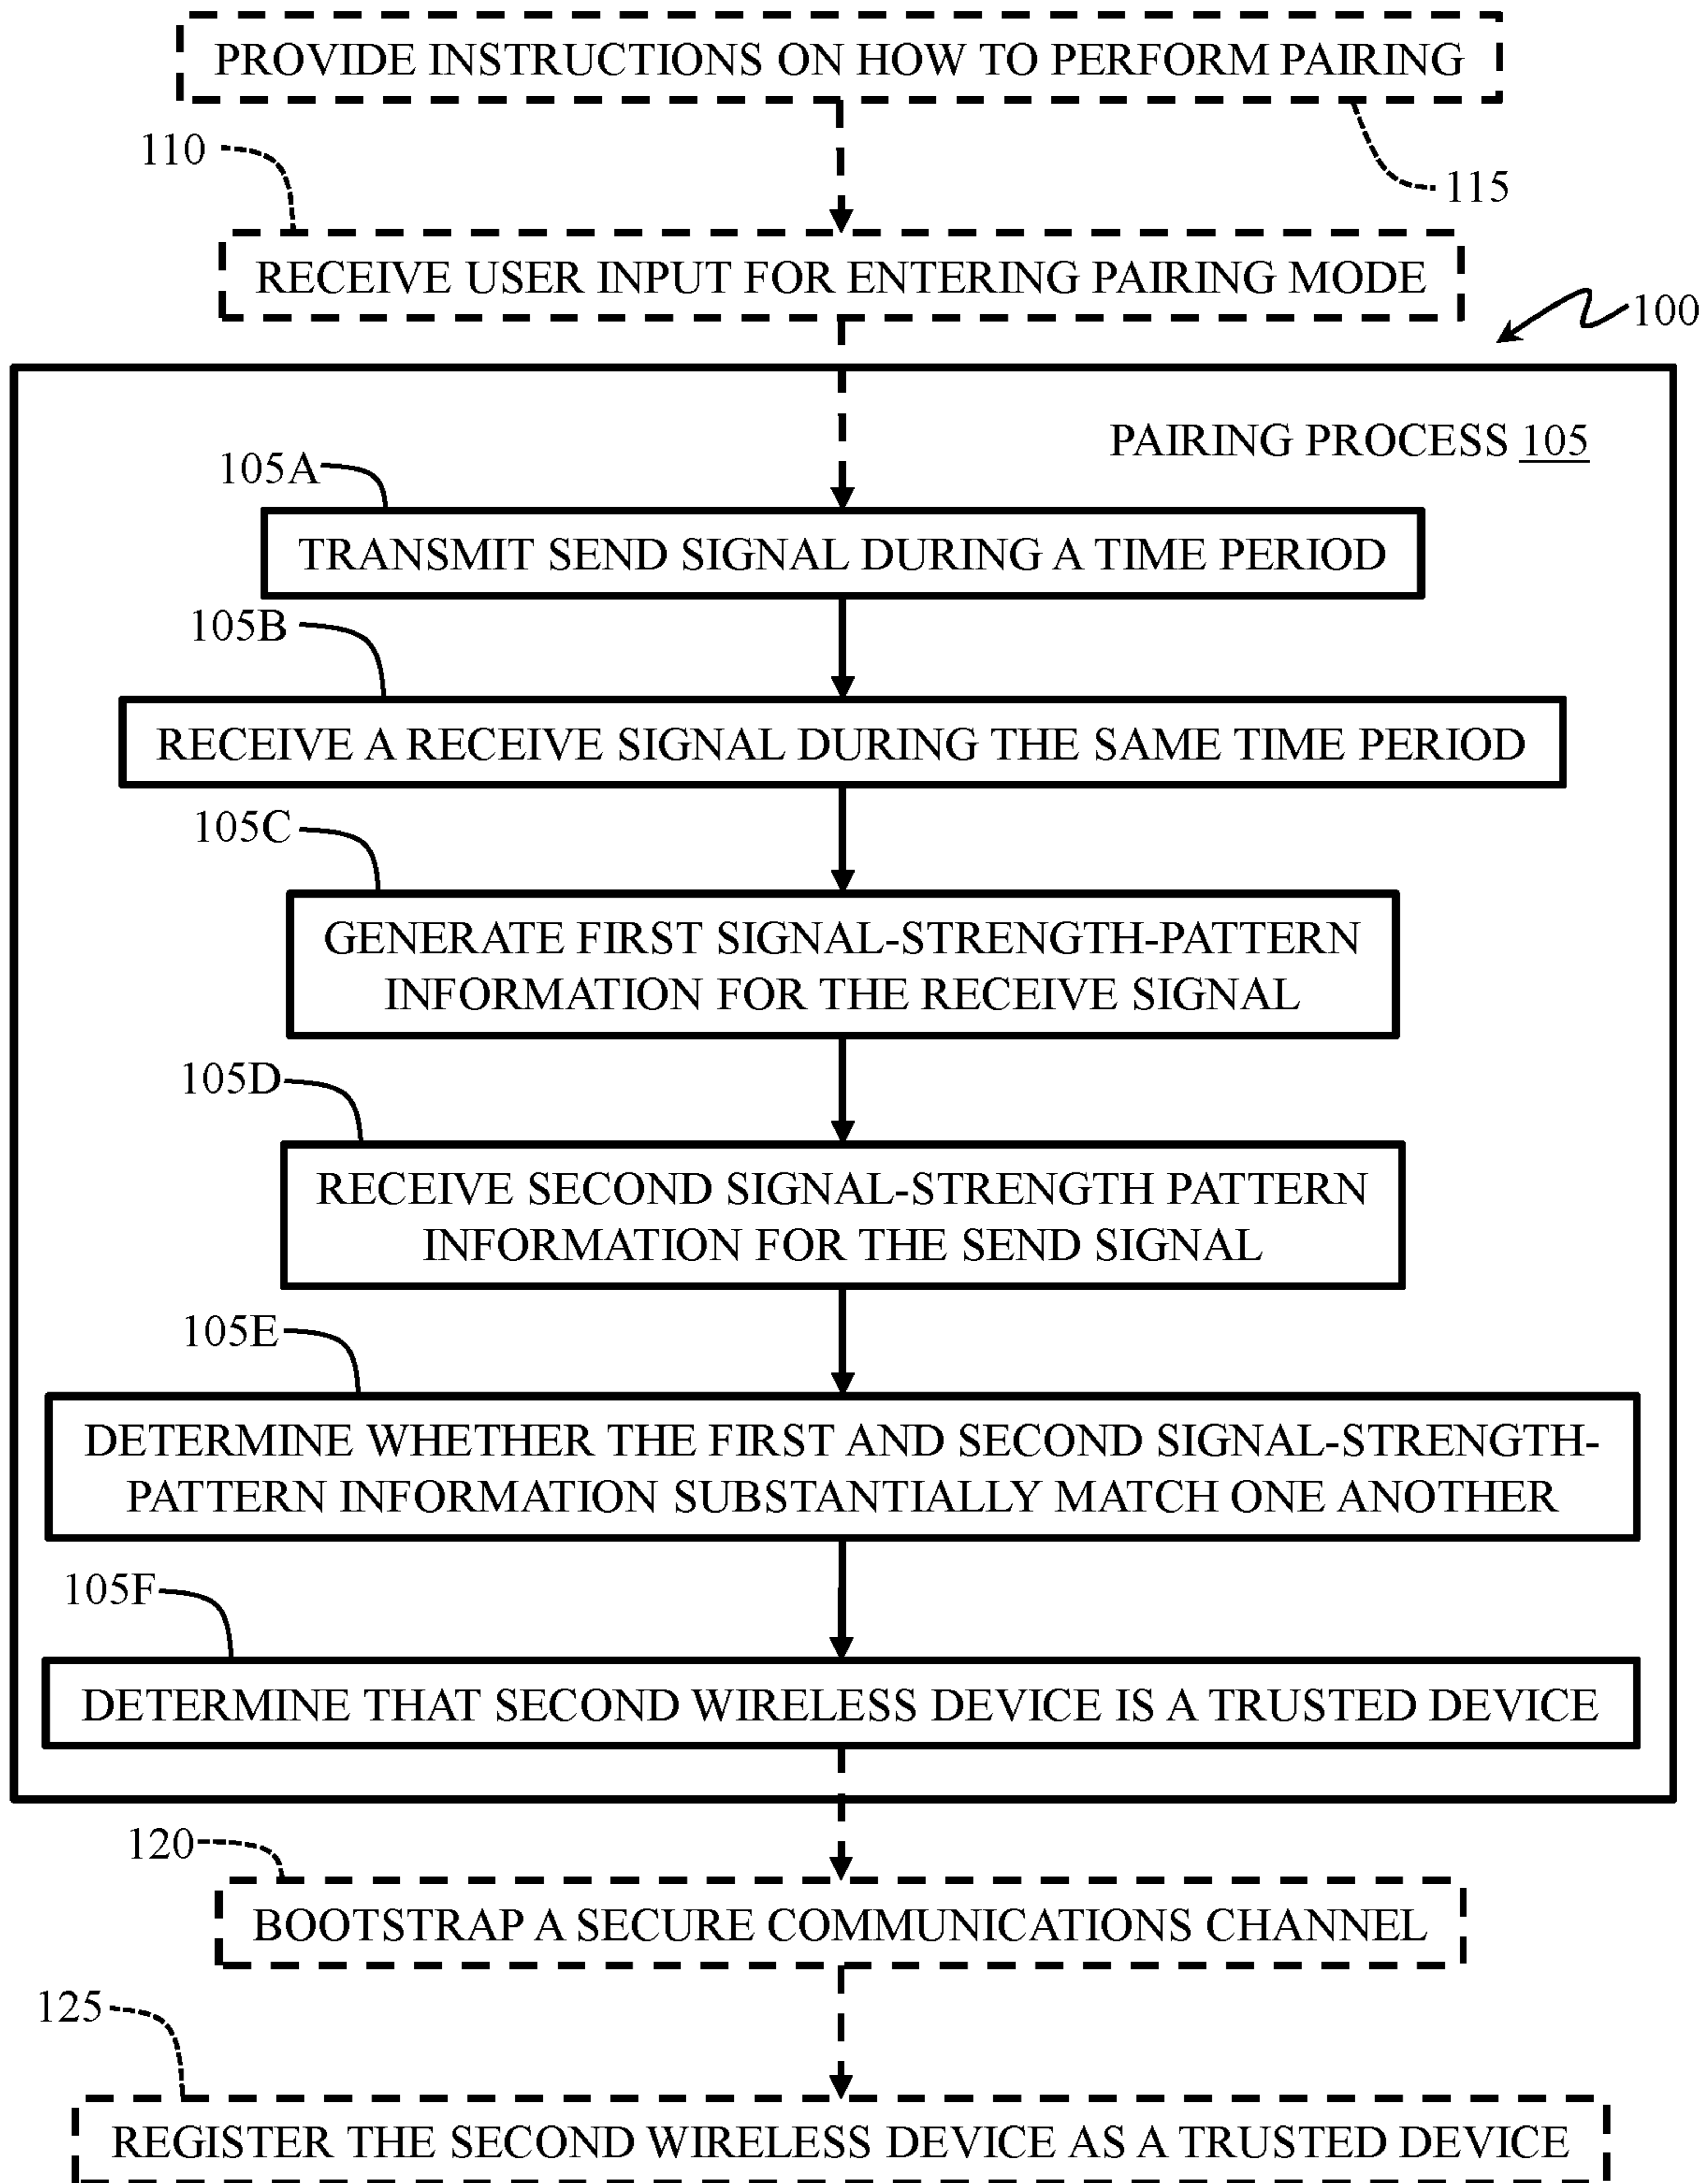 PROVIDE INSTRUCTIONS ON HOW TO PERFORM PAIRING
110
115
RECEIVE USER INPUT FOR ENTERING PAIRING MODE
100
PAIRING PROCESS 105
105A
TRANSMIT SEND SIGNAL DURING A TIME PERIOD
105B
RECEIVE A RECEIVE SIGNAL DURING THE SAME TIME PERIOD
105C
GENERATE FIRST SIGNAL-STRENGTH-PATTERN
INFORMATION FOR THE RECEIVE SIGNAL
105D
RECEIVE SECOND SIGNAL-STRENGTH PATTERN
INFORMATION FOR THE SEND SIGNAL
105E
DETERMINE WHETHER THE FIRST AND SECOND SIGNAL-STRENGTH-
PATTERN INFORMATION SUBSTANTIALLY MATCH ONE ANOTHER
105F
DETERMINE THAT SECOND WIRELESS DEVICE IS A TRUSTED DEVICE
120
BOOTSTRAP A SECURE COMMUNICATIONS CHANNEL
125
REGISTER THE SECOND WIRELESS DEVICE AS A TRUSTED DEVICE